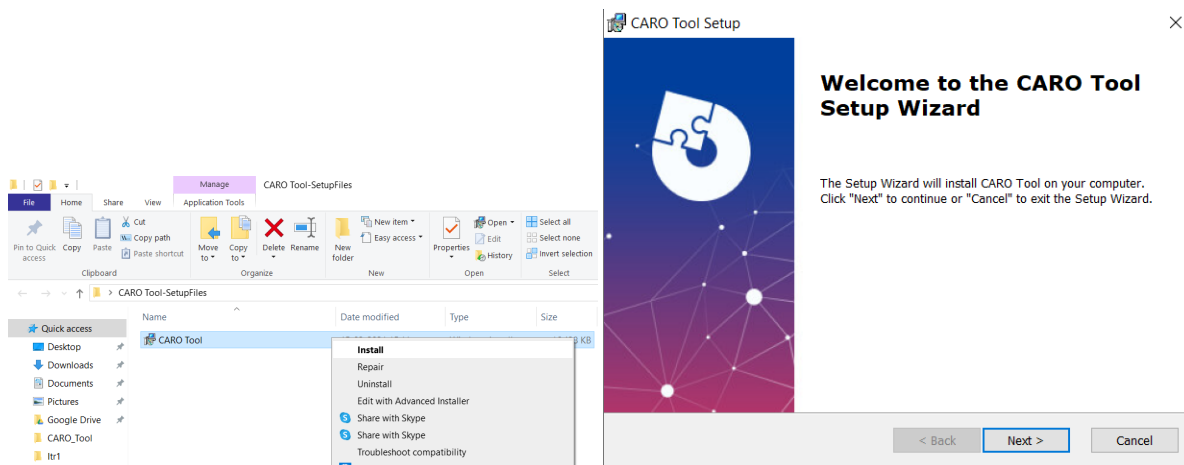 Manage
CARO Tool-SetupFiles
File
Home
Share
View
Application Tools
Pin to Quick
access
Copy
Paste
Cut
Copy path
Paste shortcut
Clipboard
Move
to
Copy
to
Delete
Rename
Organize
New
folder
New item
Easy access
New
Properties
Open
Edit
History
Open
Select all
Select none
Invert selection
Select
> CARO Tool-SetupFiles
Name
Date modified
Type
Size
Quick access
Desktop
Downloads
Documents
Pictures
Google Drive
CARO_Tool
ltr1
CARO Tool
KB
Install
Repair
Uninstall
Edit with Advanced Installer
Share with Skype
Share with Skype
Troubleshoot compatibility
CARO Tool Setup
Welcome to the CARO Tool
Setup Wizard
The Setup Wizard will install CARO Tool on your computer.
Click "Next" to continue or "Cancel" to exit the Setup Wizard.
< Back
Next >
Cancel